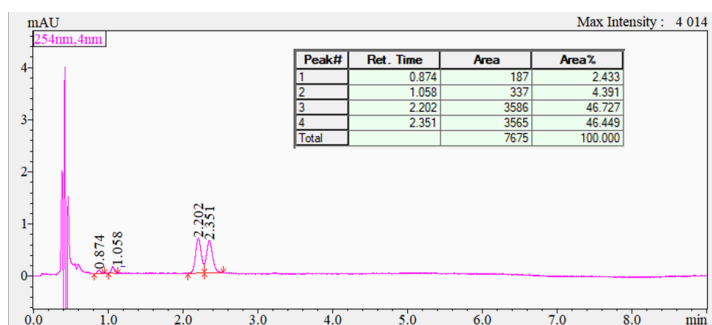 mAU
Max Intensity : 4 014
254nm,4nm
Peak# Ret. Time Area Area%
1 0.874 187 2.433
2 1.058 337 4.391
3 2.202 3586 46.727
4 2.351 3565 46.449
Total 7675 100.000
4
3
2
1
0
0.874
1.058
2.202
2.351
0.0 1.0 2.0 3.0 4.0 5.0 6.0 7.0 8.0 min